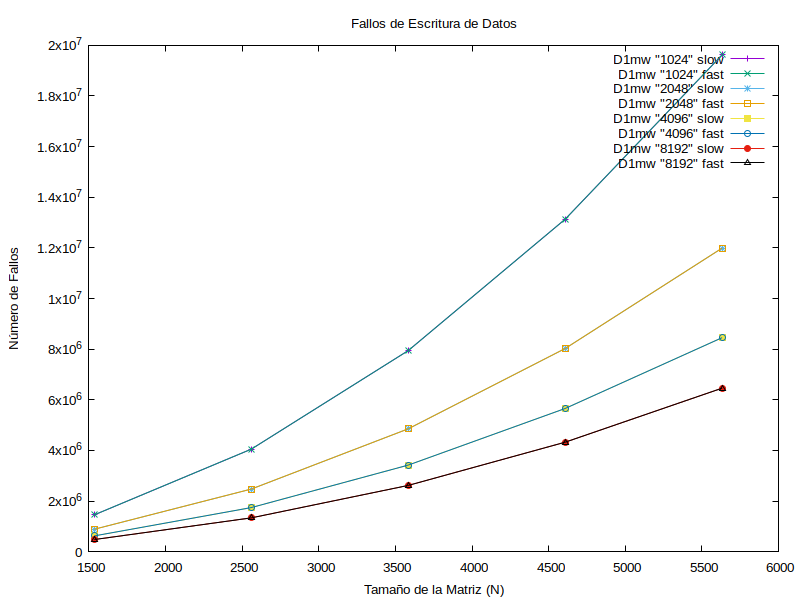 Fallos de Escritura de Datos
2x10^7
1.8x10^7
1.6x10^7
1.4x10^7
1.2x10^7
1x10^7
8x10^6
6x10^6
4x10^6
2x10^6
0
Número de Fallos
D1mw "1024" slow
D1mw "1024" fast
D1mw "2048" slow
D1mw "2048" fast
D1mw "4096" slow
D1mw "4096" fast
D1mw "8192" slow
D1mw "8192" fast
1500 2000 2500 3000 3500 4000 4500 5000 5500 6000
Tamaño de la Matriz (N)